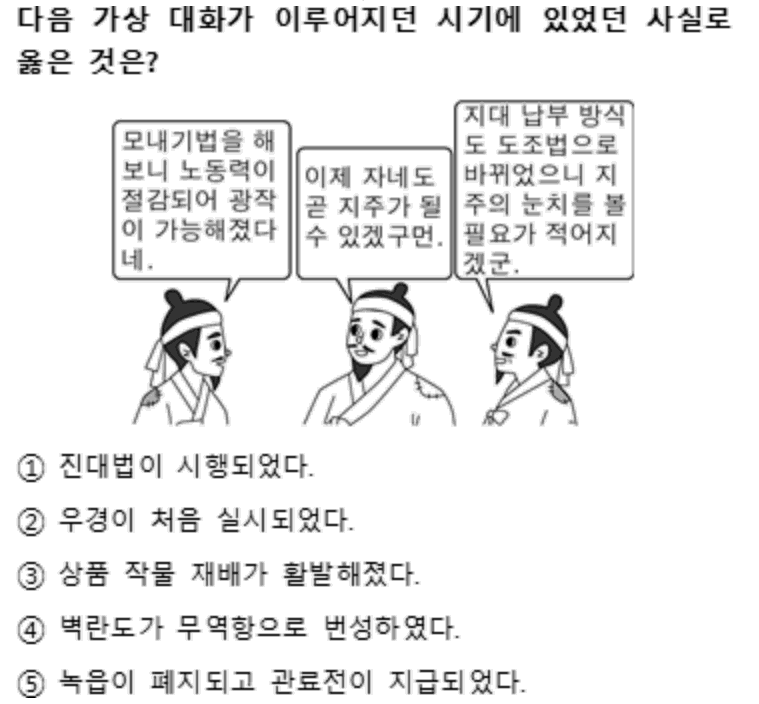 다음 가상 대화가 이루어지던 시기에 있었던 사실로
옳은 것은?
모내기법을 해
보니 노동력이
절감되어 광작
이 가능해졌다
네.
이제 자네도
곧 지주가 될
수 있겠구먼.
지대 납부 방식
도 도조법으로
바뀌었으니 지
주의 눈치를 볼
필요가 적어지
겠군.
① 진대법이 시행되었다.
② 우경이 처음 실시되었다.
③ 상품 작물 재배가 활발해졌다.
④ 벽란도가 무역항으로 번성하였다.
⑤ 녹읍이 폐지되고 관료전이 지급되었다.